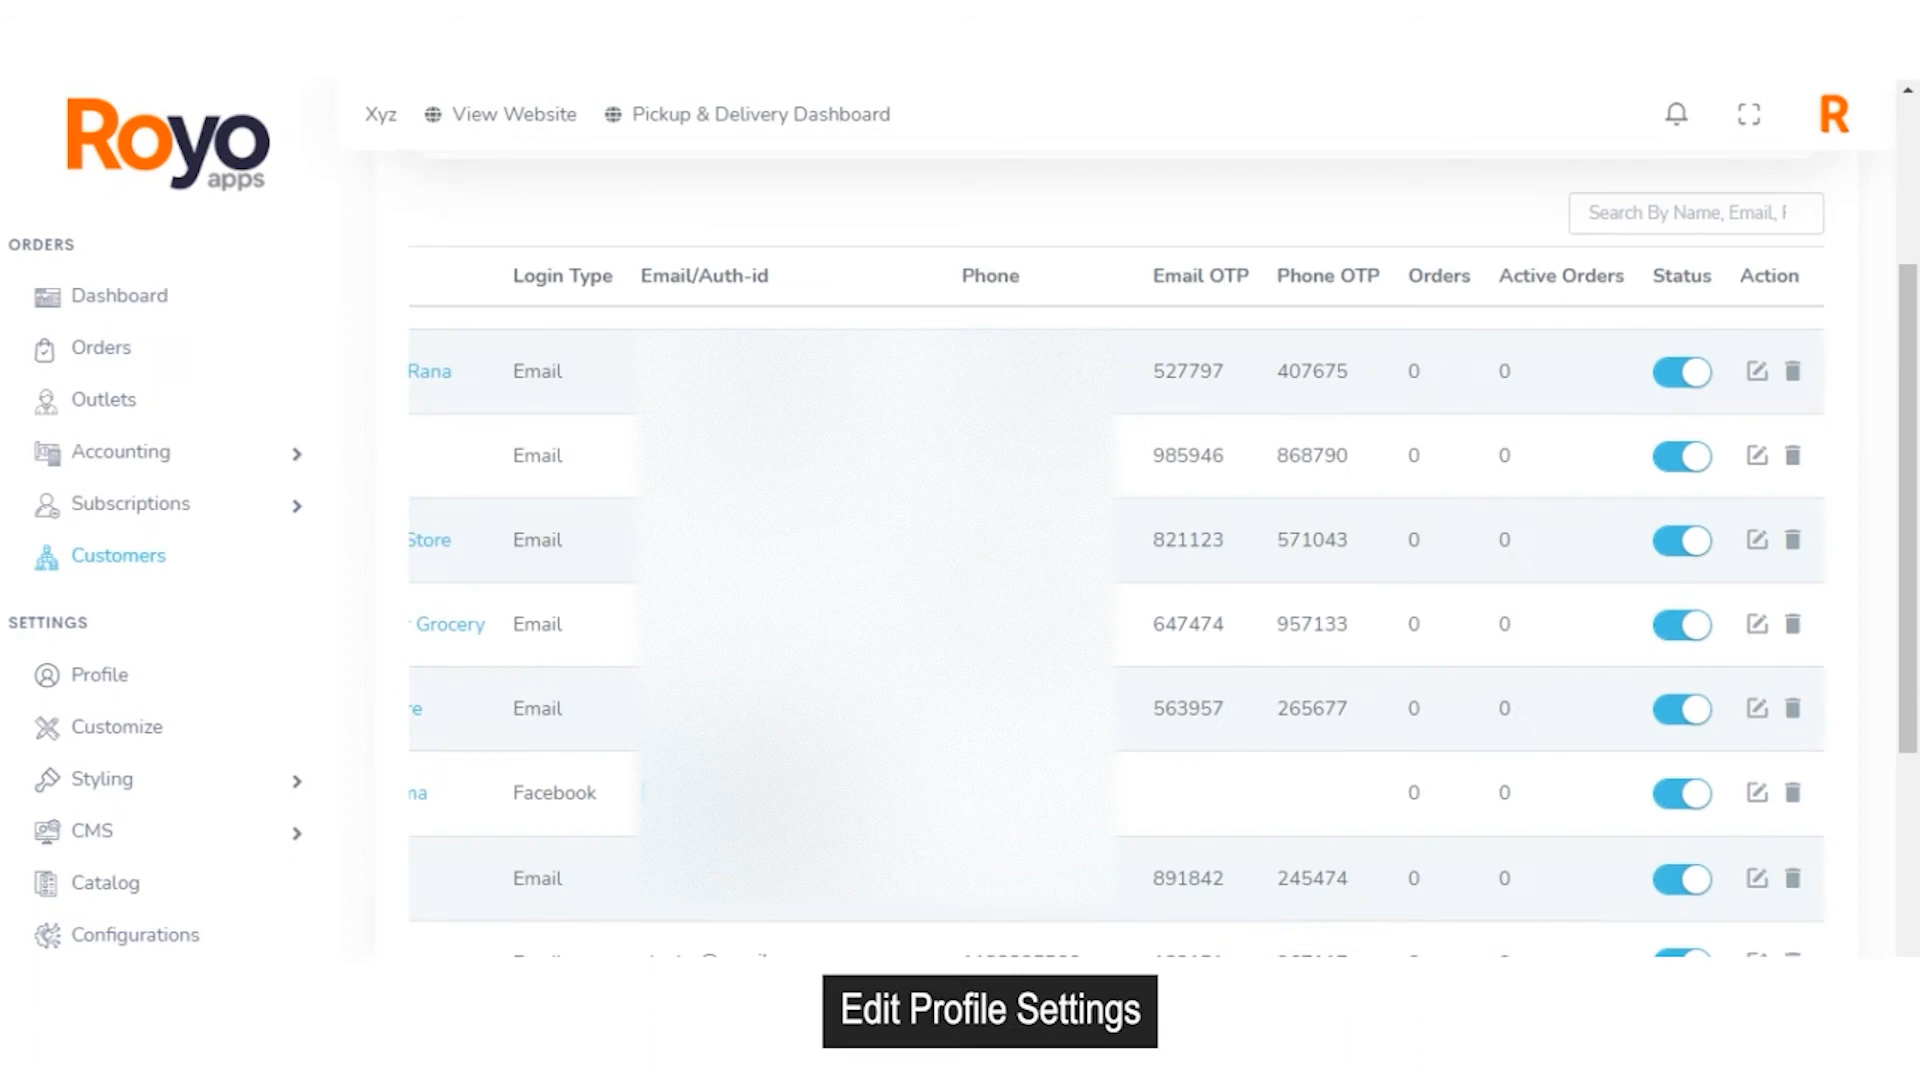 Royo
apps
Xyz View Website Pickup & Delivery Dashboard
R
Search By Name, Email,
ORDERS
Dashboard
Orders
Outlets
Accounting
Subscriptions
Customers
SETTINGS
Profile
Customize
Styling
CMS
Catalog
Configurations
Login Type Email/Auth-id Phone Email OTP Phone OTP Orders Active Orders Status Action
Rana Email 527797 407675 0 0
Email 985946 868790 0 0
Store Email 821123 571043 0 0
Grocery Email 647474 957133 0 0
re Email 563957 265677 0 0
na Facebook 0 0
Email 891842 245474 0 0
Edit Profile Settings